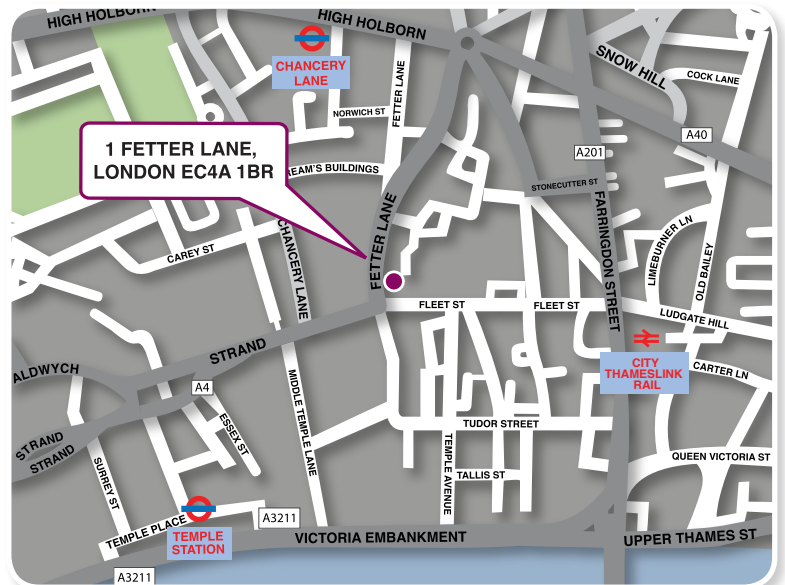 HIGH HOLBORN
HIGH HOLBORN
CHANCERY
LANE
SNOW HILL
COCK LANE
FETTER LANE
NORWICH ST
A40
A201
1 FETTER LANE,
LONDON EC4A 1BR
REAM'S BUILDINGS
STONECUTTER ST
FETTER LANE
FARRINGDON STREET
LIMEBURNER LN
OLD BAILEY
CAREY ST
CHANCERY LANE
FLEET ST
FLEET ST
LUDGATE HILL
STRAND
CITY
THAMESLINK
RAIL
ALDWYCH
CARTER LN
A4
MIDDLE TEMPLE LANE
ESSEX ST
TUDOR STREET
STRAND
STRAND
SURREY ST
TEMPLE AVENUE
TALLIS ST
QUEEN VICTORIA ST
TEMPLE PLACE
TEMPLE
STATION
A3211
VICTORIA EMBANKMENT
UPPER THAMES ST
A3211